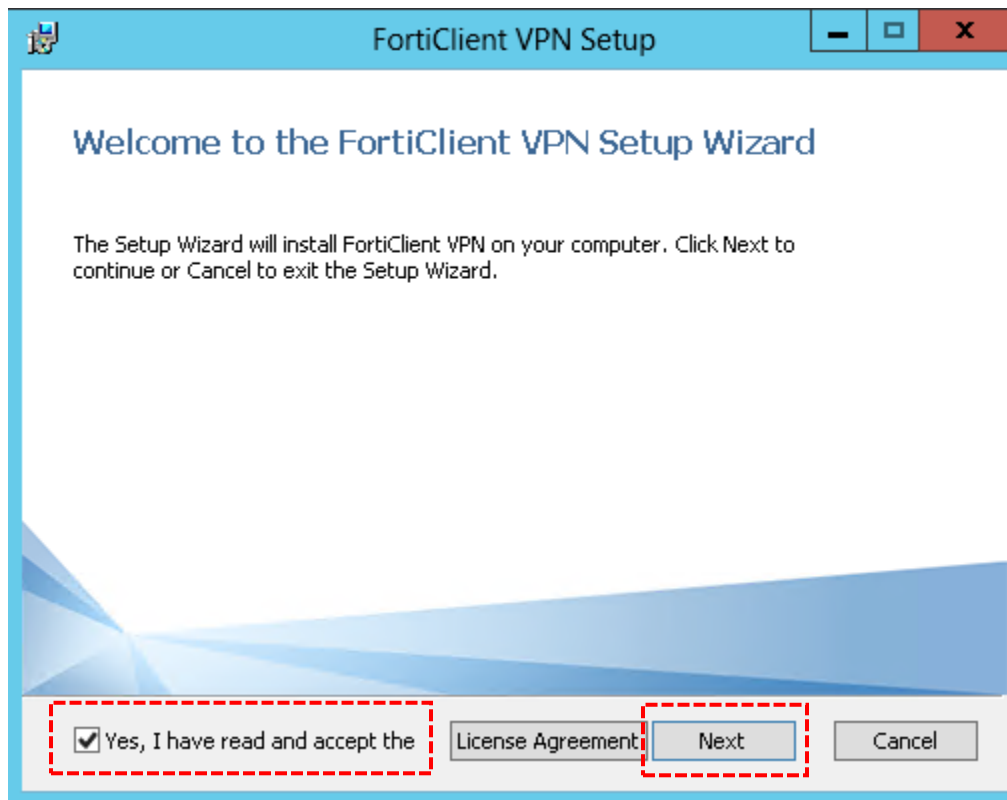 FortiClient VPN Setup
Welcome to the FortiClient VPN Setup Wizard
The Setup Wizard will install FortiClient VPN on your computer. Click Next to
continue or Cancel to exit the Setup Wizard.
Yes, I have read and accept the License Agreement Next Cancel